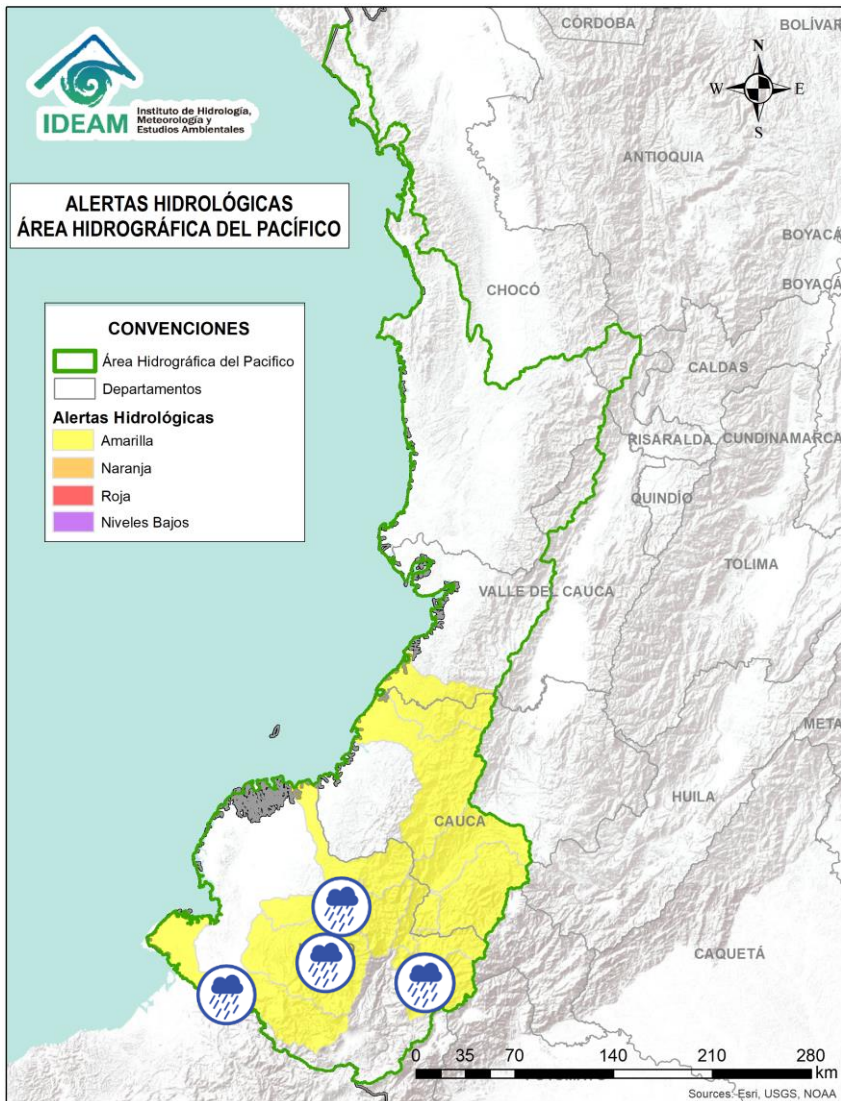 IDEAM
Instituto de Hidrología,
Meteorología y
Estudios Ambientales
ALERTAS HIDROLÓGICAS
ÁREA HIDROGRÁFICA DEL PACÍFICO
CONVENCIONES
Área Hidrográfica del Pacifico
Departamentos
Alertas Hidrológicas
Amarilla
Naranja
Roja
Niveles Bajos
N
W
E
S
CÓRDOBA
BOLÍVAR
ANTIOQUIA
BOYACÁ
BOYACÁ
CHOCÓ
CALDAS
RISARALDA
CUNDINAMARCA
QUINDÍO
TOLIMA
VALLE DEL CAUCA
META
HUILA
CAUCA
CAQUETÁ
0 35 70 140 210 280
km
Sources: Esri, USGS, NOAA